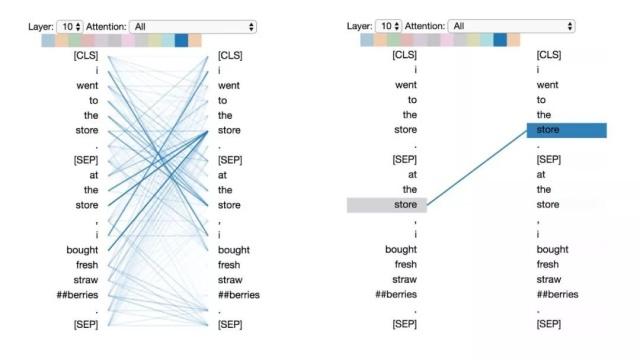 Layer: 10 Attention: All
[CLS] [CLS]
i i
went went
to to
the the
store store
. .
[SEP] [SEP]
at at
the the
store store
, ,
i i
bought bought
fresh fresh
straw straw
##berries ##berries
. .
[SEP] [SEP]
Layer: 10 Attention: All
[CLS] [CLS]
i i
went went
to to
the the
store store
. .
[SEP] [SEP]
at at
the the
store store
, ,
i i
bought bought
fresh fresh
straw straw
##berries ##berries
. .
[SEP] [SEP]